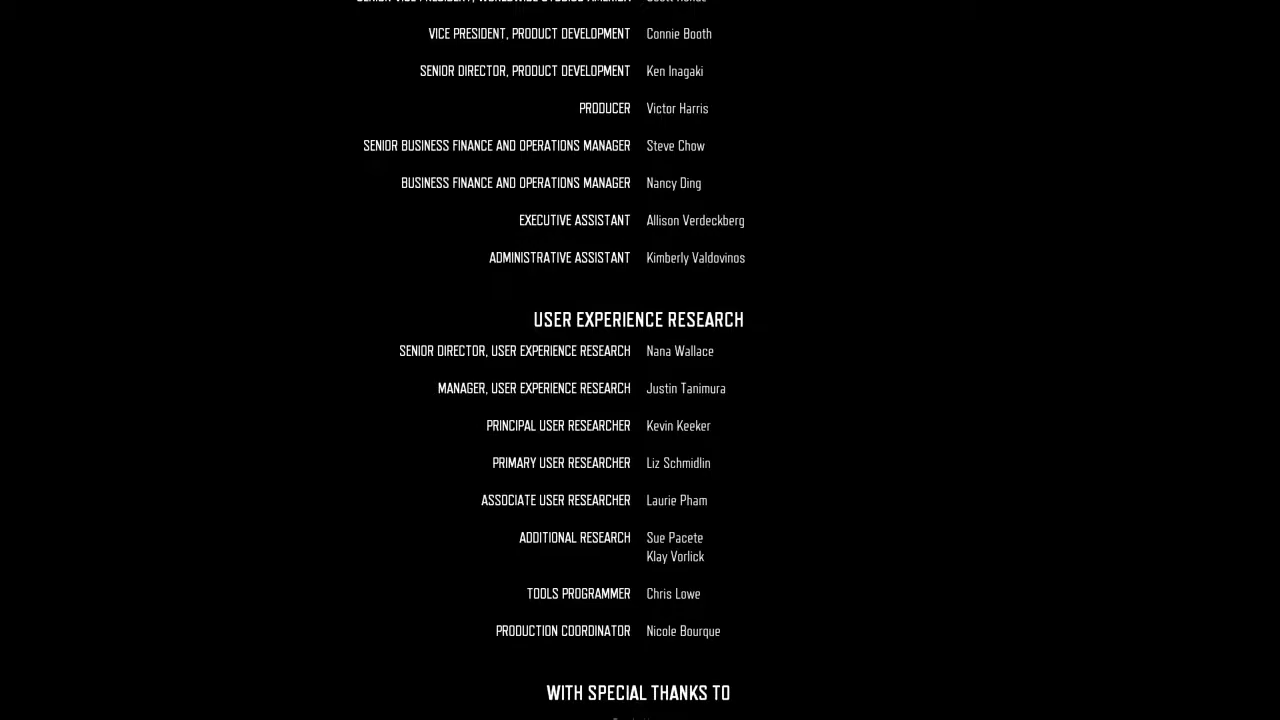 VICE PRESIDENT, PRODUCT DEVELOPMENT Connie Booth
SENIOR DIRECTOR, PRODUCT DEVELOPMENT Ken Inagaki
PRODUCER Victor Harris
SENIOR BUSINESS FINANCE AND OPERATIONS MANAGER Steve Chow
BUSINESS FINANCE AND OPERATIONS MANAGER Nancy Ding
EXECUTIVE ASSISTANT Allison Verdeckberg
ADMINISTRATIVE ASSISTANT Kimberly Valdovinos
USER EXPERIENCE RESEARCH
SENIOR DIRECTOR, USER EXPERIENCE RESEARCH Nana Wallace
MANAGER, USER EXPERIENCE RESEARCH Justin Tanimura
PRINCIPAL USER RESEARCHER Kevin Keeker
PRIMARY USER RESEARCHER Liz Schmidlin
ASSOCIATE USER RESEARCHER Laurie Pham
ADDITIONAL RESEARCH Sue Pacete
Klay Vorlick
TOOLS PROGRAMMER Chris Lowe
PRODUCTION COORDINATOR Nicole Bourque
WITH SPECIAL THANKS TO